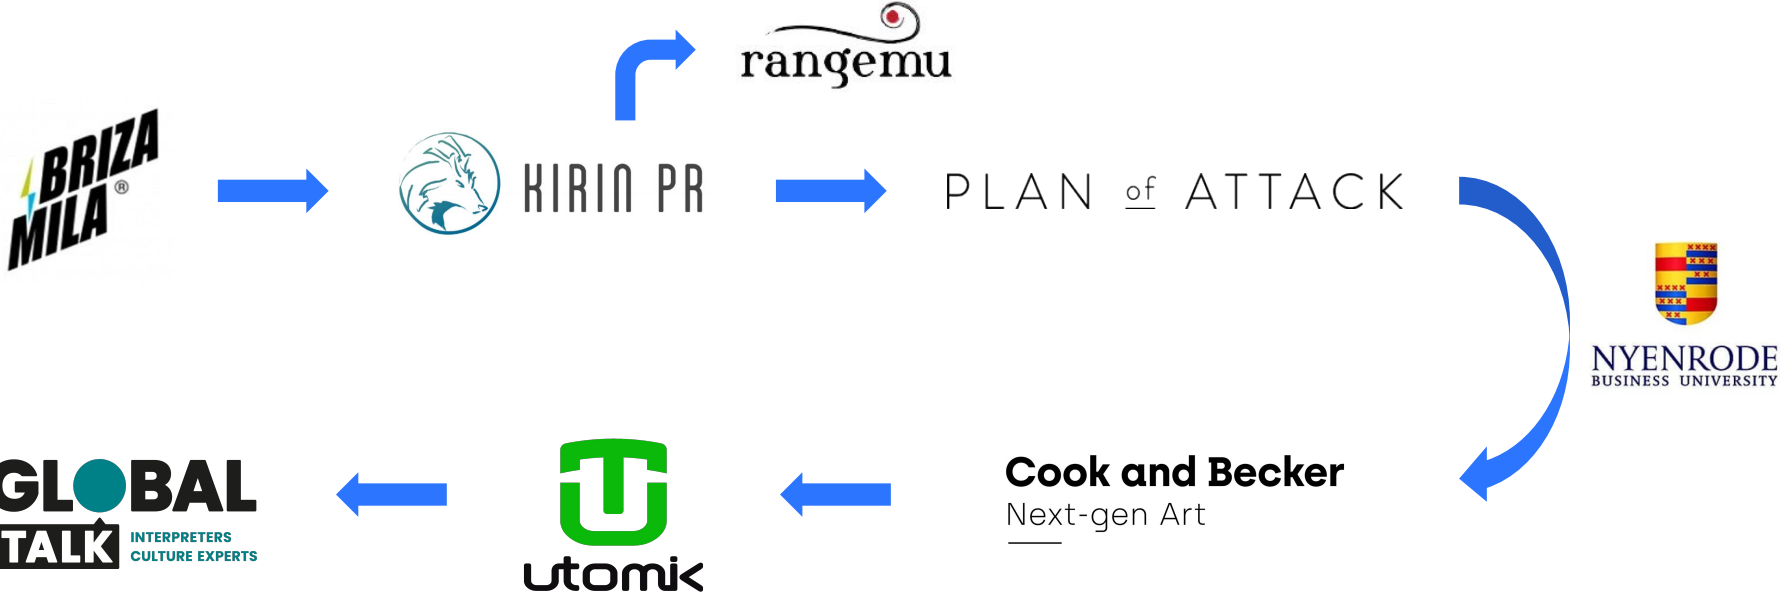 rangemu
BRIZA
MILA®
KIRIN PR
PLAN of ATTACK
NYENRODE
BUSINESS UNIVERSITY
Cook and Becker
Next-gen Art
utomik
GLOBAL
TALK
INTERPRETERS
CULTURE EXPERTS